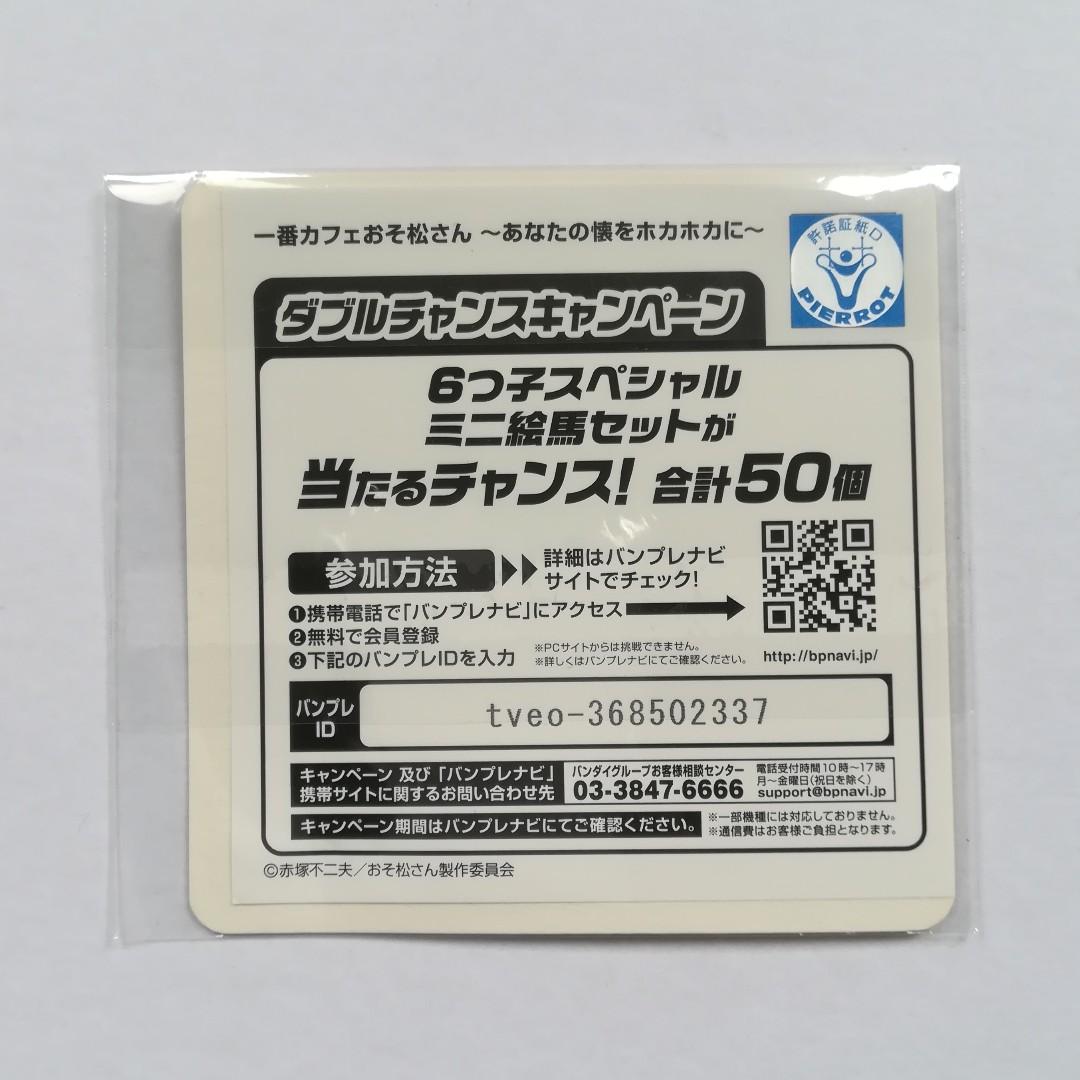 一番カフェおそ松さん ～あなたの懐をホカホカに～
許諾証紙D
PIERROT
ダブルチャンスキャンペーン
6つ子スペシャル
ミニ絵馬セットが
当たるチャンス! 合計50個
参加方法
詳細はバンプレナビ
サイトでチェック!
❶携帯電話で｢バンプレナビ｣にアクセス
❷無料で会員登録
❸下記のバンプレIDを入力
※PCサイトからは挑戦できません。
※詳しくはバンプレナビにてご確認ください。
http://bpnavi.jp/
バンプレ
ID
tveo-368502337
キャンペーン 及び「バンプレナビ」
携帯サイトに関するお問い合わせ先
バンダイグループお客様相談センター
03-3847-6666
電話受付時間10時～17時
月～金曜日(祝日を除く)
support@bpnavi.jp
キャンペーン期間はバンプレナビにてご確認ください。
※一部機種には対応しておりません。
※通信費はお客様ご負担となります。
©赤塚不二夫／おそ松さん製作委員会